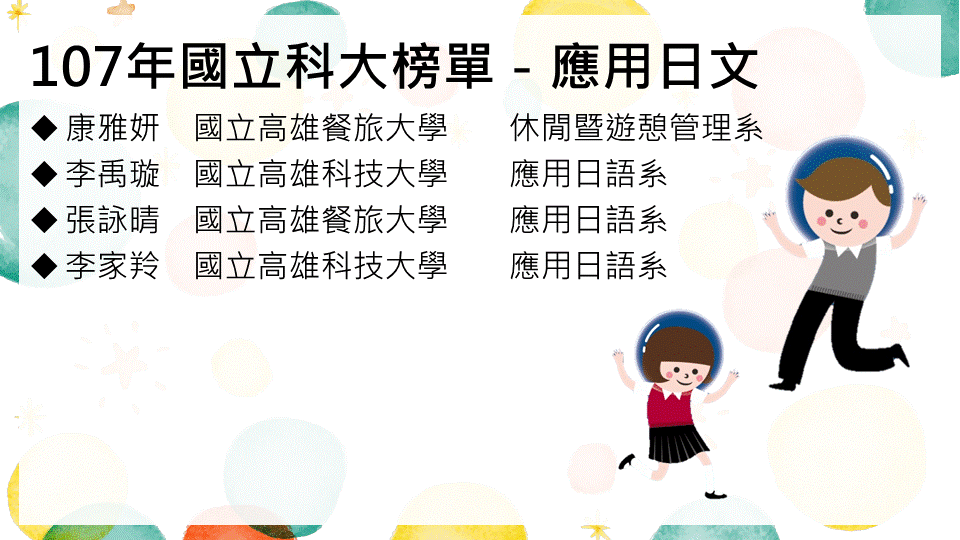 107年國立科大榜單 - 應用日文
◆ 康雅妍 國立高雄餐旅大學 休閒暨遊憩管理系
◆ 李禹璇 國立高雄科技大學 應用日語系
◆ 張詠晴 國立高雄餐旅大學 應用日語系
◆ 李家羚 國立高雄科技大學 應用日語系